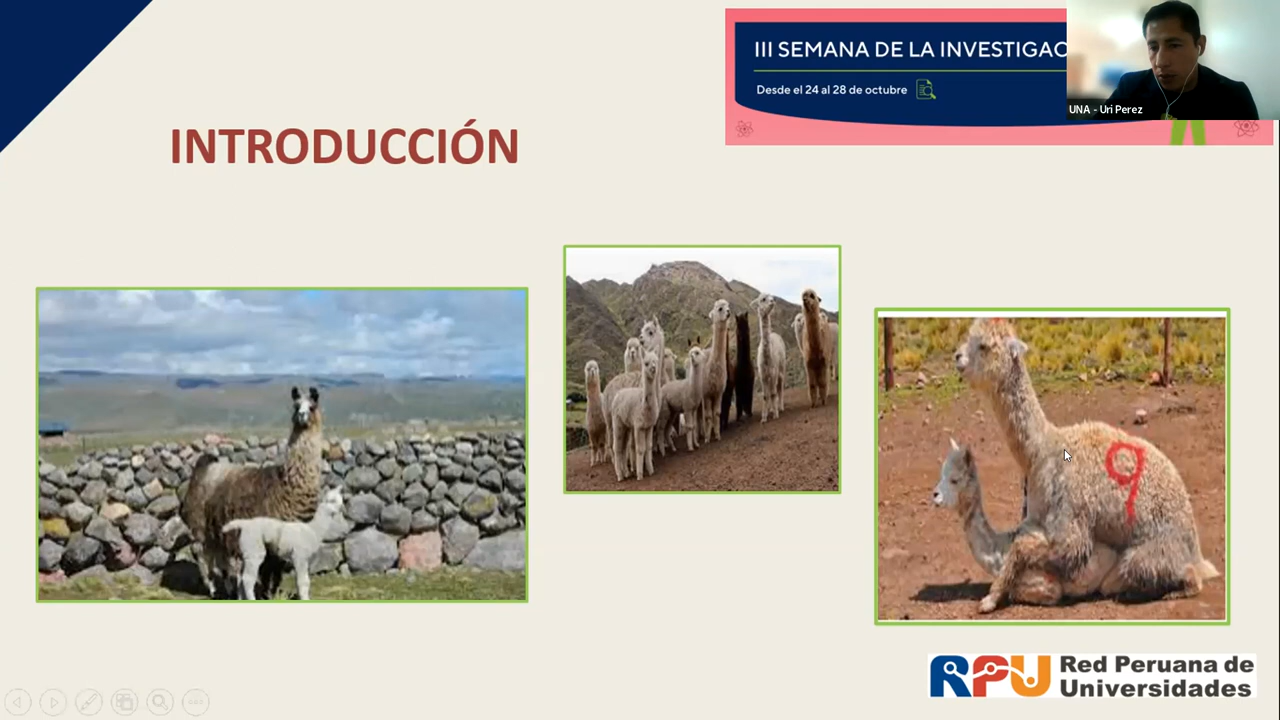 III SEMANA DE LA INVESTIGAC
Desde el 24 al 28 de octubre
UNA - Uri Perez
INTRODUCCIÓN
9
RPU Red Peruana de
Universidades